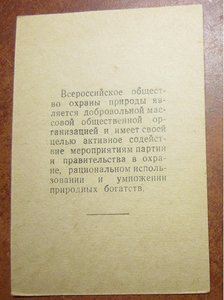 Всероссийское общест-
во охраны природы яв-
ляется добровольной мас-
совой общественной ор-
ганизацией и имеет своей
целью активное содейст-
вие мероприятиям партии
и правительства в охра-
не, рациональном исполь-
зовании и умножении
природных богатств.